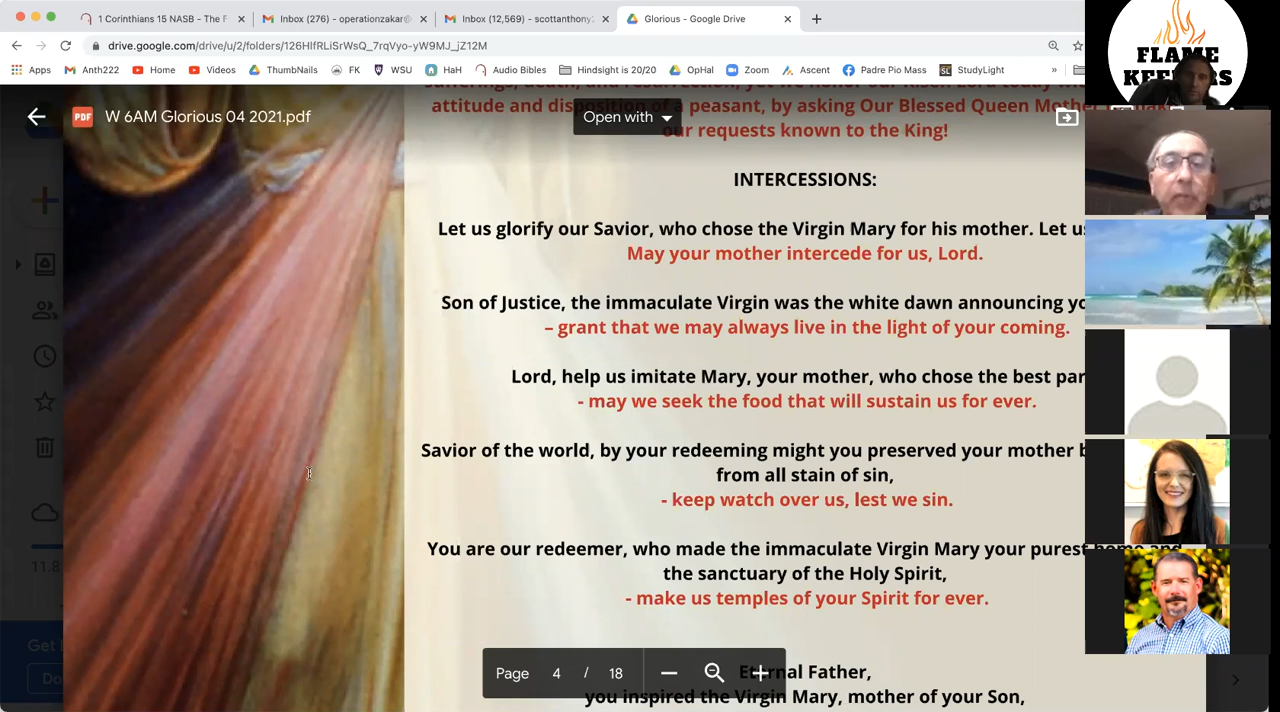 1 Corinthians 15 NASB - The F
Inbox (276) - operationzakar@
Inbox (12,569) - scottanthony
Glorious - Google Drive
drive.google.com/drive/u/2/folders/126HIfRLiSrWsQ_7rqVyo-yW9MJ_jZ12M
Apps Anth222 Home Videos ThumbNails FK WSU HaH Audio Bibles Hindsight is 20/20 OpHal Zoom Ascent Padre Pio Mass StudyLight »
FLAME
KEEPERS
W 6AM Glorious 04 2021.pdf
Open with
attitude and disposition of a peasant, by asking Our Blessed Queen Mother
our requests known to the King!
INTERCESSIONS:
Let us glorify our Savior, who chose the Virgin Mary for his mother. Let us
May your mother intercede for us, Lord.
Son of Justice, the immaculate Virgin was the white dawn announcing yo
– grant that we may always live in the light of your coming.
Lord, help us imitate Mary, your mother, who chose the best par
- may we seek the food that will sustain us for ever.
Savior of the world, by your redeeming might you preserved your mother b
from all stain of sin,
- keep watch over us, lest we sin.
You are our redeemer, who made the immaculate Virgin Mary your purest home and
the sanctuary of the Holy Spirit,
- make us temples of your Spirit for ever.
Eternal Father,
you inspired the Virgin Mary, mother of your Son,
Page 4 / 18
11.8
Get
Do